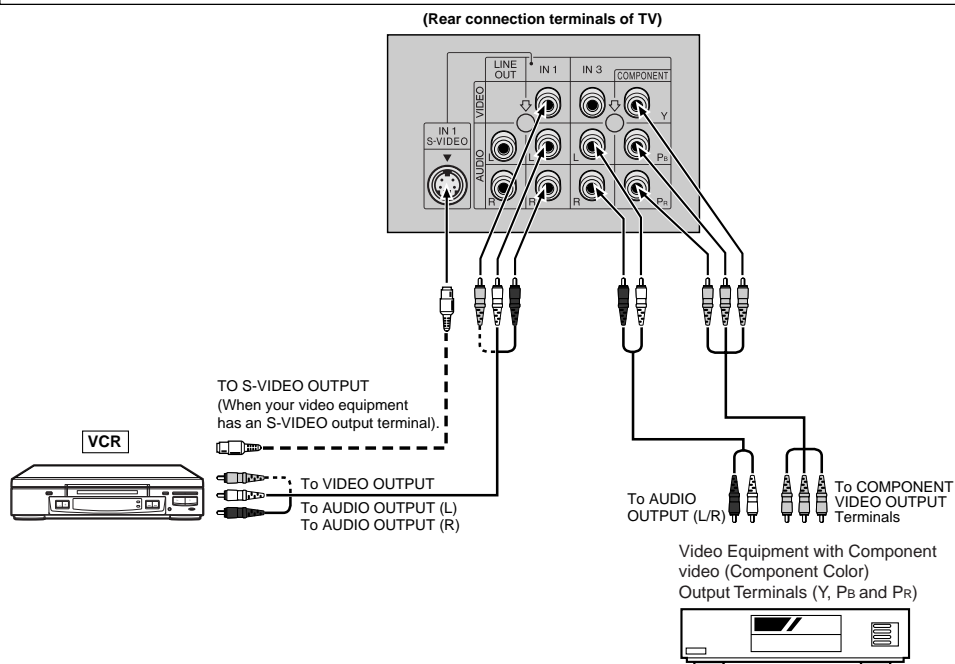 (Rear connection terminals of TV)
LINE OUT
IN 1
IN 3
COMPONENT
VIDEO
Y
IN 1
S-VIDEO
AUDIO
L
L
L
PB
R
R
R
PR
TO S-VIDEO OUTPUT
(When your video equipment
has an S-VIDEO output terminal).
VCR
To VIDEO OUTPUT
To AUDIO OUTPUT (L)
To AUDIO OUTPUT (R)
To AUDIO
OUTPUT (L/R)
To COMPONENT
VIDEO OUTPUT
Terminals
Video Equipment with Component
video (Component Color)
Output Terminals (Y, PB and PR)